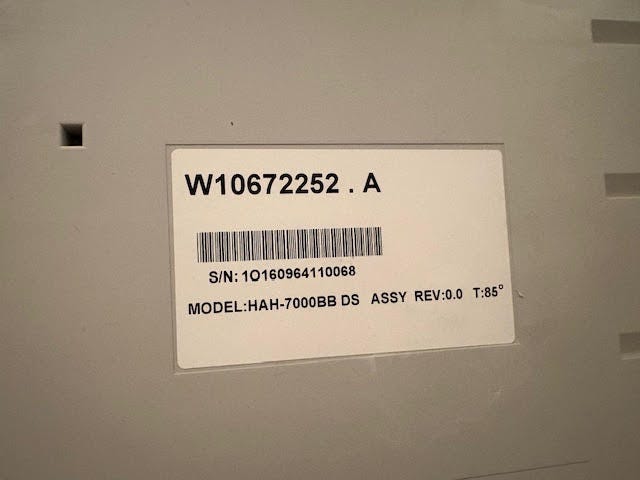 W10672252 . A
S/N: 1O160964110068
MODEL:HAH-7000BB DS ASSY REV:0.0 T:85°